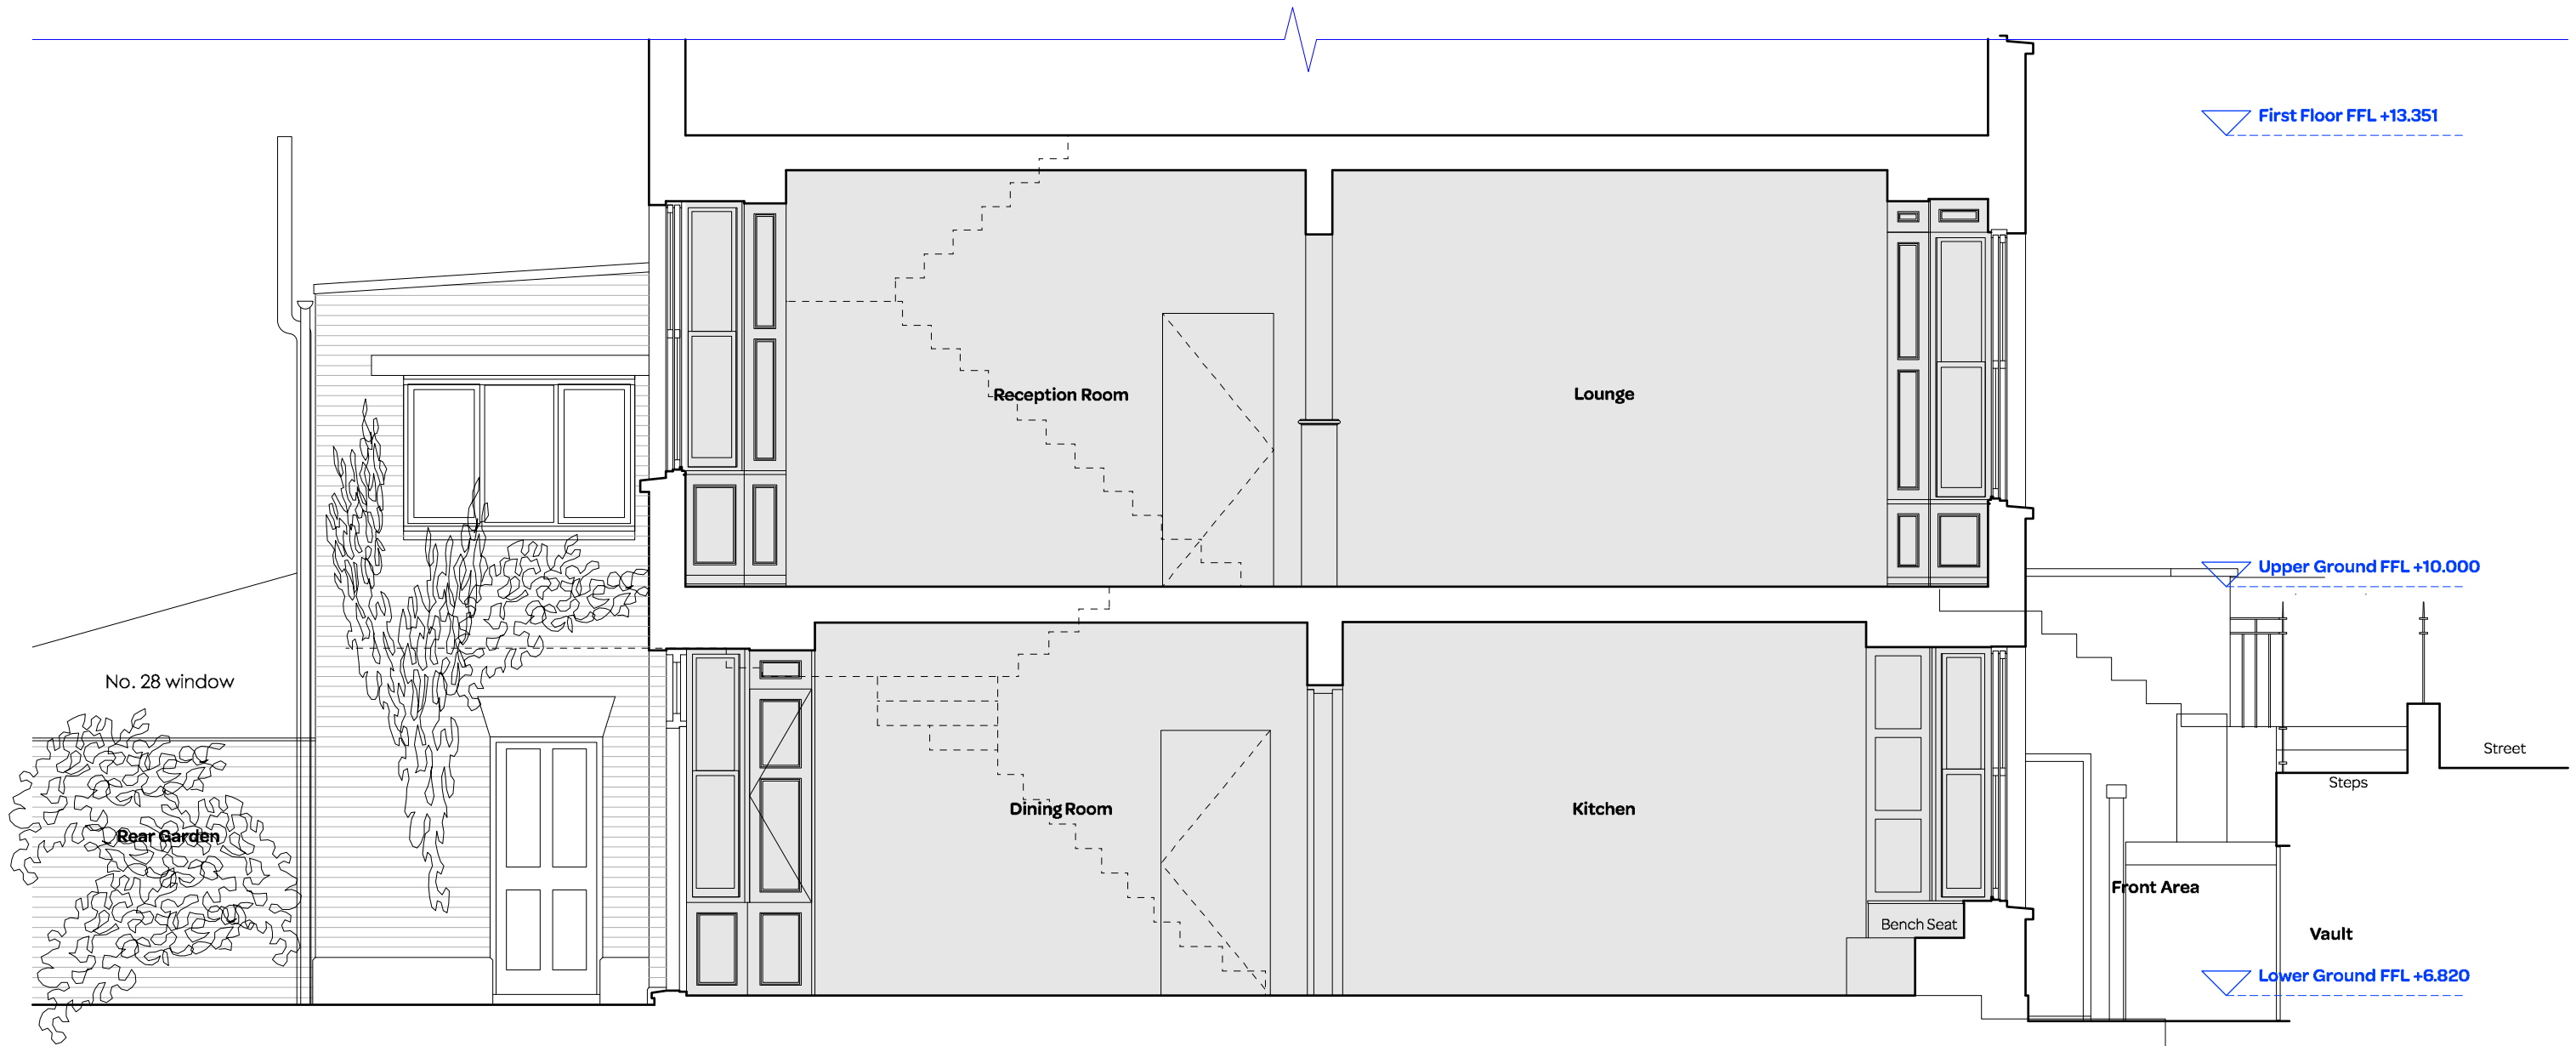 First Floor FFL +13.351
Reception Room
Lounge
Upper Ground FFL +10.000
No. 28 window
Street
Steps
Dining Room
Kitchen
Rear Garden
Front Area
Bench Seat
Vault
Lower Ground FFL +6.820